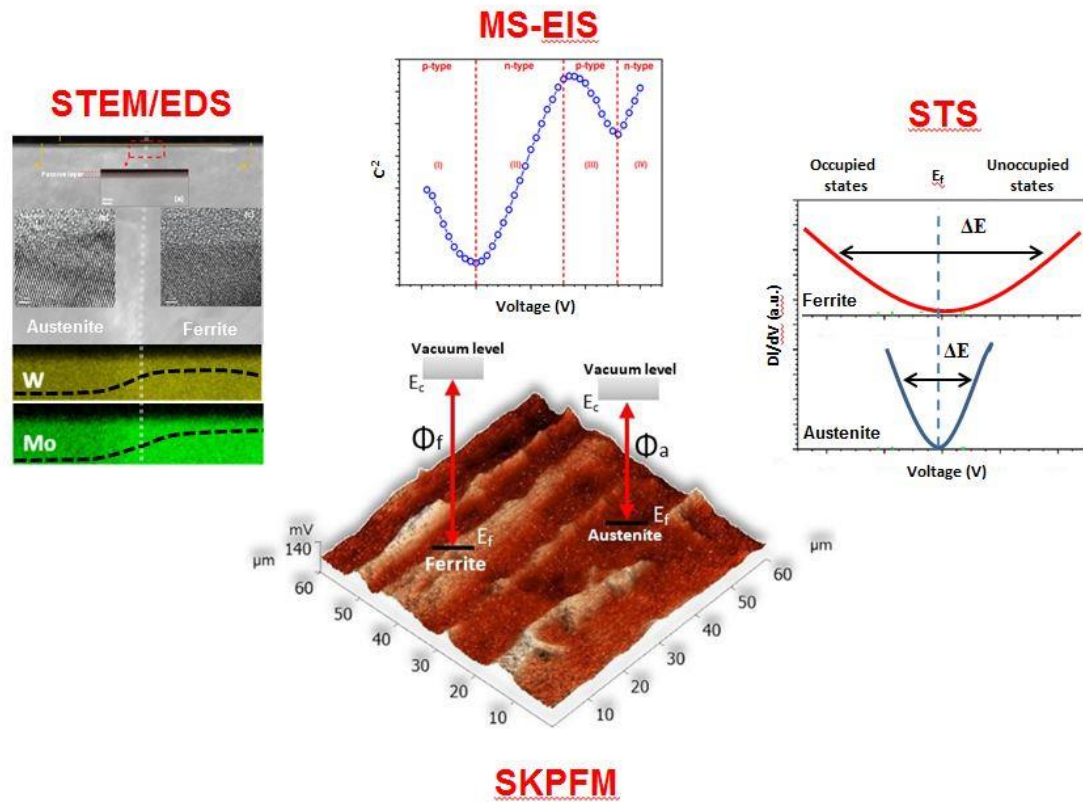 MS-EIS
p-type
n-type
p-type
n-type
(I)
(II)
(III)
(IV)
C-2
Voltage (V)
STEM/EDS
Passive layer
(a)
(c)
Austenite
Ferrite
W
Mo
STS
Occupied
states
Ef
Unoccupied
states
ΔE
Ferrite
ΔE
Austenite
DI/dV (a.u.)
Voltage (V)
Vacuum level
Ec
Φf
Ef
Ferrite
Vacuum level
Ec
Φa
Ef
Austenite
mV
140
µm
60
50
40
30
20
10
µm
60
50
40
30
20
10
SKPFM